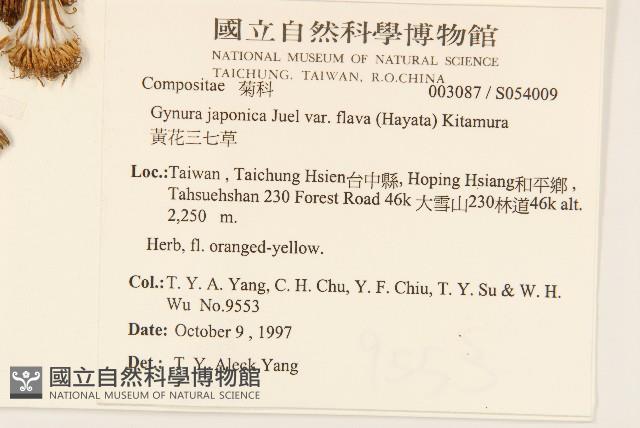 國立自然科學博物館
NATIONAL MUSEUM OF NATURAL SCIENCE
TAICHUNG, TAIWAN, R.O.CHINA
Compositae 菊科 003087 / S054009
Gynura japonica Juel var. flava (Hayata) Kitamura
黃花三七草
Loc.:Taiwan , Taichung Hsien台中縣, Hoping Hsiang和平鄉 ,
Tahsuehshan 230 Forest Road 46k 大雪山230林道46k alt.
2,250 m.
Herb, fl. oranged-yellow.
Col.:T. Y. A. Yang, C. H. Chu, Y. F. Chiu, T. Y. Su & W. H.
Wu No.9553
Date: October 9 , 1997
Det : T. Y. Aleck Yang
國立自然科學博物館
NATIONAL MUSEUM OF NATURAL SCIENCE